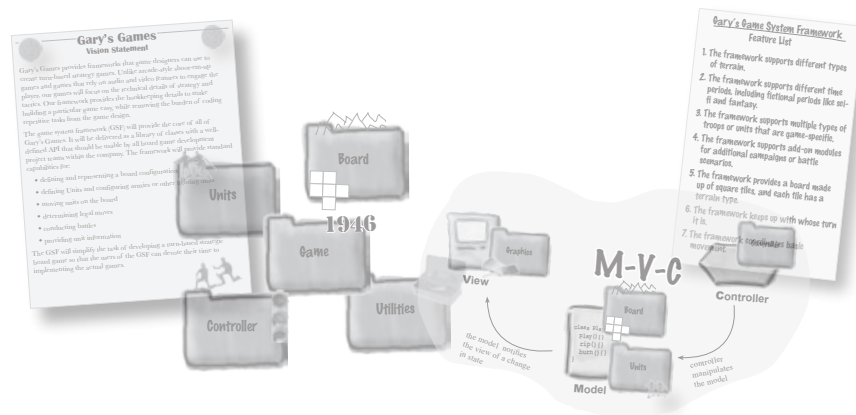 Gary's Games
Vision Statement
Gary's Games provides frameworks that game designers can use to
create turn-based strategy games. Unlike arcade-style shoot-'em-up
games and games that rely on audio and video features to engage the
player, our games will focus on the technical details of strategy and
tactics. Our framework provides the bookkeeping details to make
building a particular game easy, while removing the burden of coding
repetitive tasks from the game design.
The game system framework (GSF) will provide the core of all of
Gary's Games. It will be delivered as a library of classes with a well-
defined API that should be usable by all board game development
project teams within the company. The framework will provide standard
capabilities for:
• defining and representing a board configuration
• defining Units and configuring armies or other
• moving units on the board
• determining legal moves
• conducting battles
• providing unit information
The GSF will simplify the task of developing a turn-based strategic
board game so that the users of the GSF can devote their time to
implementing the actual games.
Units
Board
1946
Game
Controller
Utilities
Graphics
View
M-V-C
the model notifies
the view of a change
in state
class Pla
play(){}
rip(){}
burn(){}
}
Board
Units
Model
controller
manipulates
the model
Controller
Gary's Game System Framework
Feature List
1. The framework supports different types
of terrain.
2. The framework supports different time
periods, including fictional periods like sci-
fi and fantasy.
3. The framework supports multiple types of
troops or units that are game-specific.
4. The framework supports add-on modules
for additional campaigns or battle
scenarios.
5. The framework provides a board made
up of square tiles, and each tile has a
terrain type.
6. The framework keeps up with whose turn
it is.
7. The framework coordinates basic
movement.